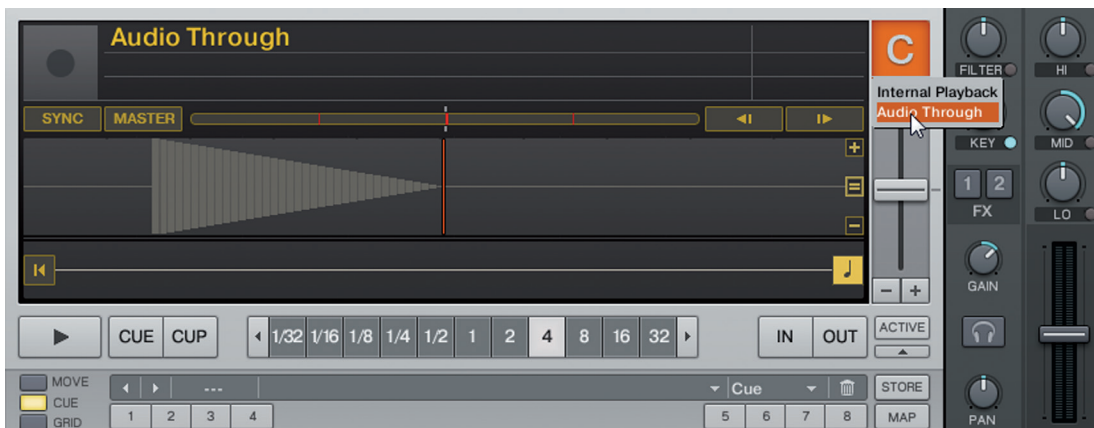 Audio Through
C
FILTER HI
Internal Playback
Audio Through
SYNC MASTER
KEY MID
1 2
FX
LO
GAIN
- +
CUE CUP 1/32 1/16 1/8 1/4 1/2 1 2 4 8 16 32 IN OUT ACTIVE
MOVE
--- Cue STORE
CUE
1 2 3 4 5 6 7 8 MAP
GRID
PAN